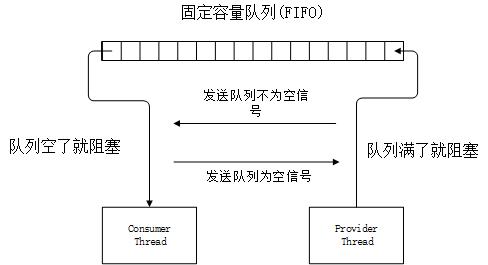 固定容量队列(FIFO)
发送队列不为空信
号
队列空了就阻塞
队列满了就阻塞
发送队列为空信号
Consumer
Thread
Provider
Thread